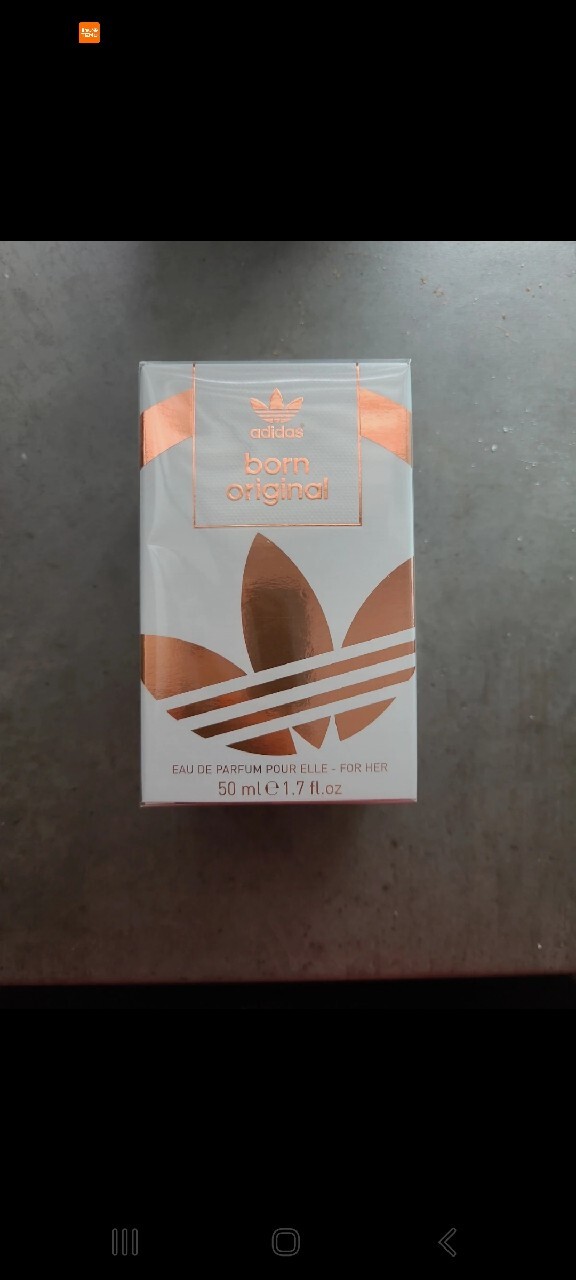 adidas
born
original
EAU DE PARFUM POUR ELLE - FOR HER
50 ml ℮ 1.7 fl.oz